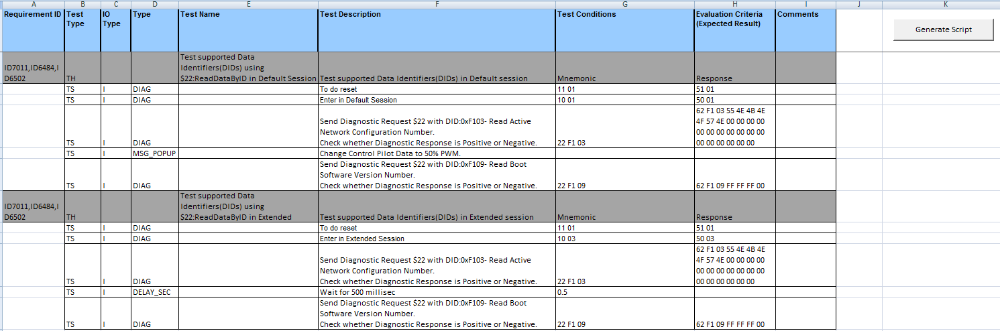 A B C D E F G H I J K
Requirement ID Test Type IO Type Type Test Name Test Description Test Conditions Evaluation Criteria (Expected Result) Comments
Generate Script
ID7011,ID6484,I
D6502
TH
Test supported Data
Identifiers(DIDs) using
$22:ReadDataByID in Default Session
Test supported Data Identifiers(DIDs) in Default session
Mnemonic
Response
TS I DIAG To do reset 11 01 51 01
TS I DIAG Enter in Default Session 10 01 50 01
TS I DIAG
Send Diagnostic Request $22 with DID:0xF103- Read Active
Network Configuration Number.
Check whether Diagnostic Response is Positive or Negative.
22 F1 03
62 F1 03 55 4E 4B 4E
4F 57 4E 00 00 00 00
00 00 00 00 00 00 00
00 00 00 00 00 00
TS I MSG_POPUP Change Control Pilot Data to 50% PWM.
TS I DIAG
Send Diagnostic Request $22 with DID:0xF109- Read Boot
Software Version Number.
Check whether Diagnostic Response is Positive or Negative.
22 F1 09
62 F1 09 FF FF FF 00
ID7011,ID6484,I
D6502
TH
Test supported Data
Identifiers(DIDs) using
$22:ReadDataByID in Extended
Test supported Data Identifiers(DIDs) in Extended session
Mnemonic
Response
TS I DIAG To do reset 11 01 51 01
TS I DIAG Enter in Extended Session 10 03 50 03
TS I DIAG
Send Diagnostic Request $22 with DID:0xF103- Read Active
Network Configuration Number.
Check whether Diagnostic Response is Positive or Negative.
22 F1 03
62 F1 03 55 4E 4B 4E
4F 57 4E 00 00 00 00
00 00 00 00 00 00 00
00 00 00 00 00 00
TS I DELAY_SEC Wait for 500 millisec 0.5
TS I DIAG
Send Diagnostic Request $22 with DID:0xF109- Read Boot
Software Version Number.
Check whether Diagnostic Response is Positive or Negative.
22 F1 09
62 F1 09 FF FF FF 00